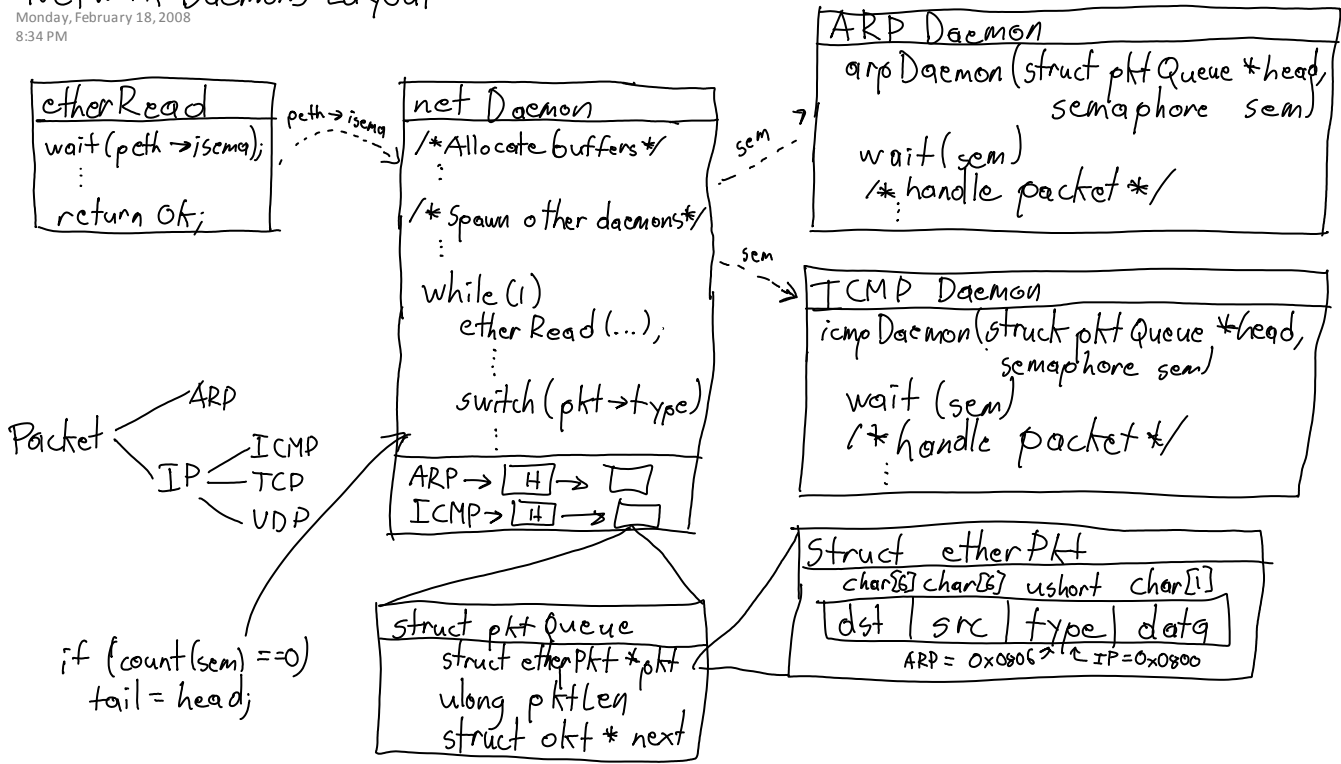 Network Daemons Layout
Monday, February 18, 2008
8:34 PM
etherRead
wait(peth→isema);
return OK;
peth→isema
net Daemon
/*Allocate buffers*/
/* Spawn other daemons*/
while(1)
etherRead(...);
switch(pkt→type)
ARP→ H →
ICMP→ H →
sem
sem
ARP Daemon
arpDaemon(struct pktQueue *head,
semaphore sem)
wait(sem)
/* handle packet */
ICMP Daemon
icmpDaemon(struct pktQueue *head,
semaphore sem)
wait (sem)
/* handle packet */
Packet
ARP
IP
ICMP
TCP
UDP
if (count(sem) ==0)
tail = head;
struct pktQueue
struct etherPkt *pkt
ulong pktLen
struct pkt * next
Struct etherPkt
char[6] char[6] ushort char[1]
dst src type data
ARP = 0x0806 IP=0x0800